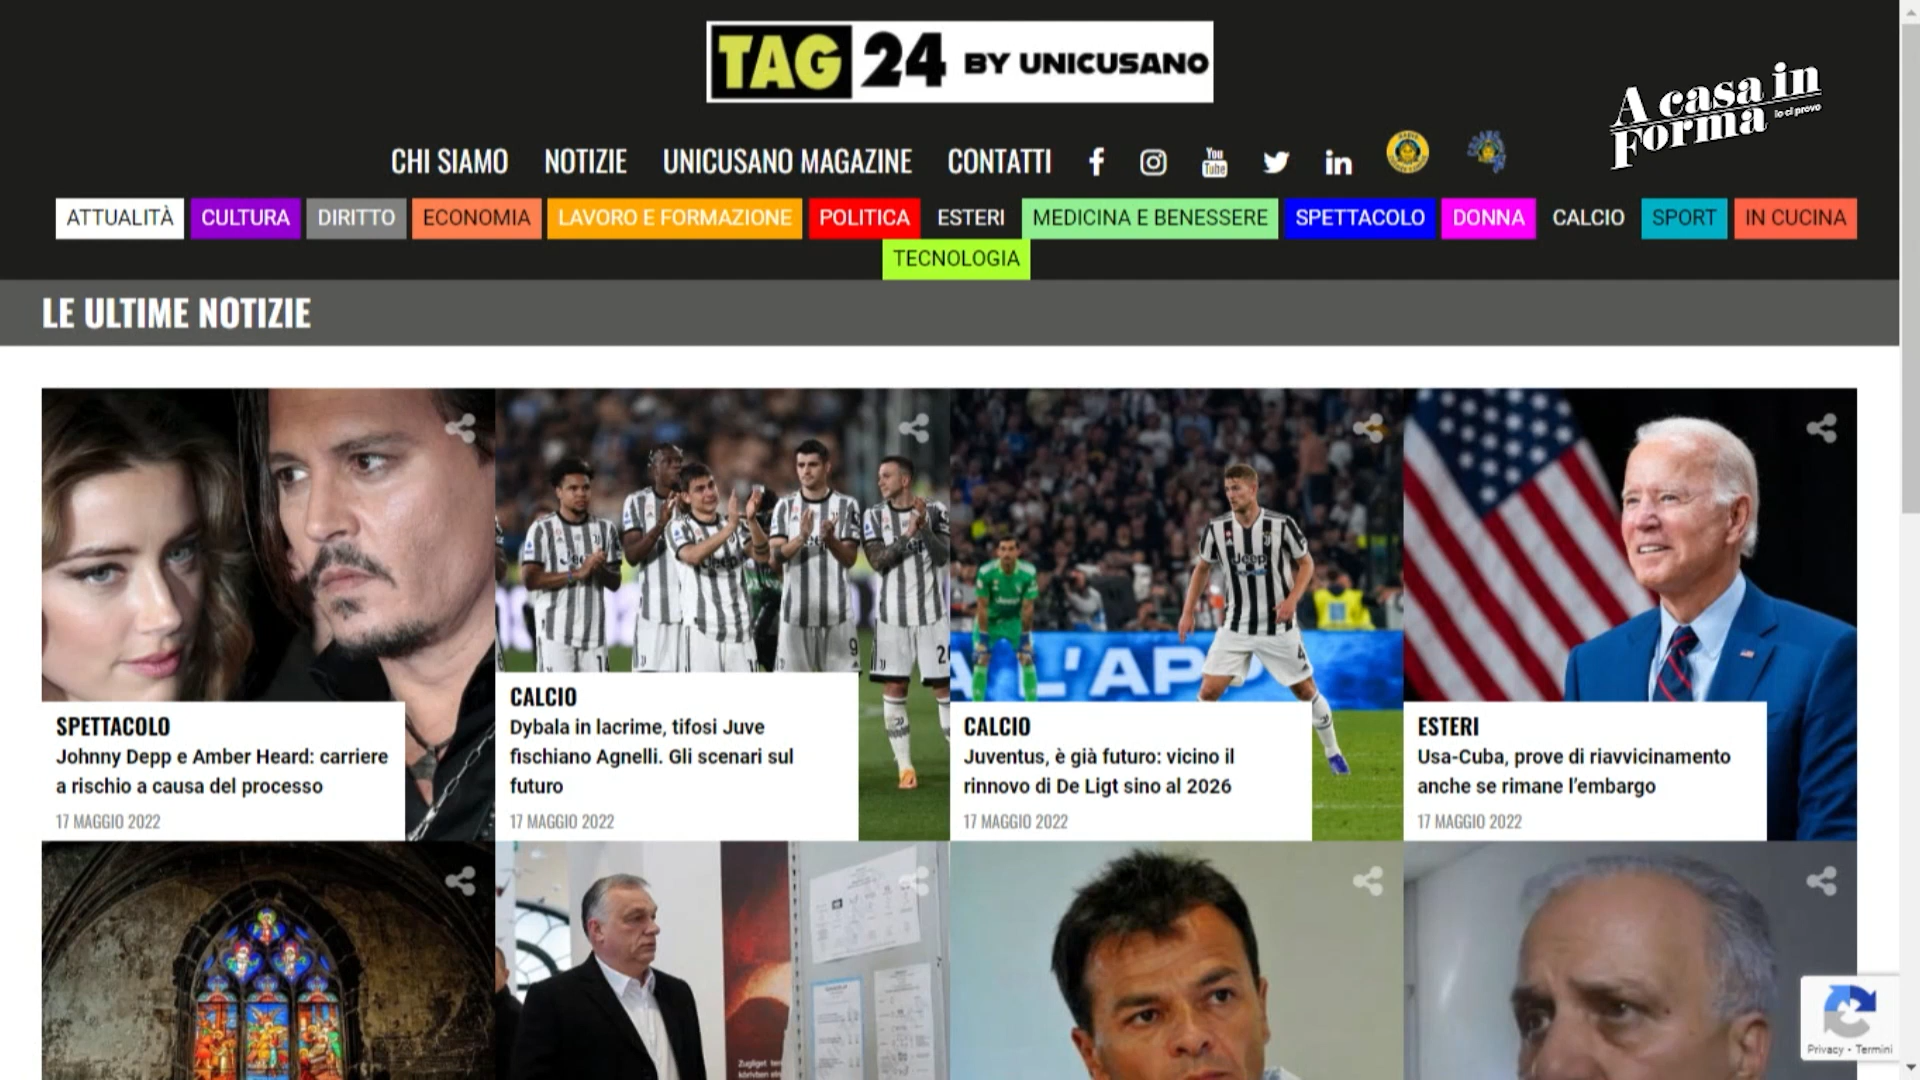 TAG 24 BY UNICUSANO
A casa in
Forma io ci provo
CHI SIAMO NOTIZIE UNICUSANO MAGAZINE CONTATTI
You
Tube
ATTUALITÀ CULTURA DIRITTO ECONOMIA LAVORO E FORMAZIONE POLITICA ESTERI MEDICINA E BENESSERE SPETTACOLO DONNA CALCIO SPORT IN CUCINA
TECNOLOGIA
LE ULTIME NOTIZIE
SPETTACOLO
Johnny Depp e Amber Heard: carriere
a rischio a causa del processo
17 MAGGIO 2022
CALCIO
Dybala in lacrime, tifosi Juve
fischiano Agnelli. Gli scenari sul
futuro
17 MAGGIO 2022
Jeep
L'AP
CALCIO
Juventus, è già futuro: vicino il
rinnovo di De Ligt sino al 2026
17 MAGGIO 2022
ESTERI
Usa-Cuba, prove di riavvicinamento
anche se rimane l'embargo
17 MAGGIO 2022
Privacy - Termini